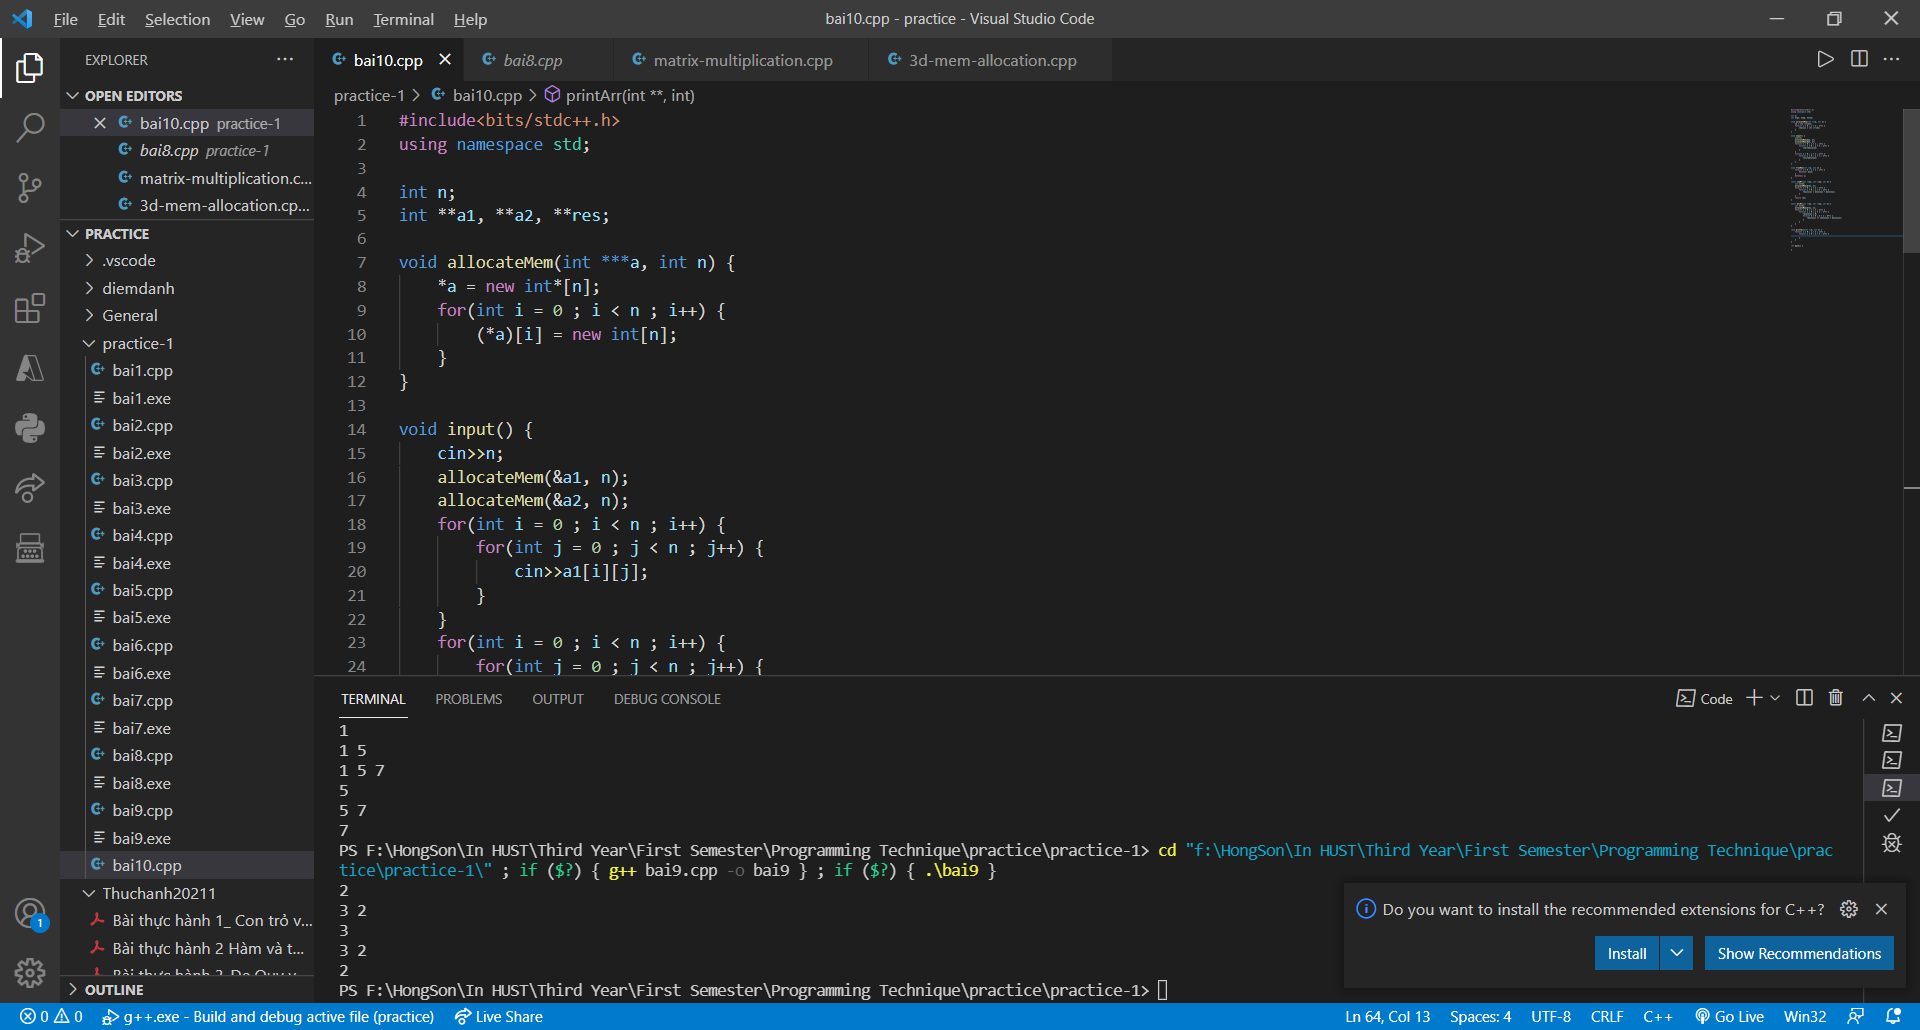 File Edit Selection View Go Run Terminal Help
bai10.cpp - practice - Visual Studio Code
EXPLORER
OPEN EDITORS
bai10.cpp practice-1
bai8.cpp practice-1
matrix-multiplication.c...
3d-mem-allocation.cp...
PRACTICE
.vscode
diemdanh
General
practice-1
bai1.cpp
bai1.exe
bai2.cpp
bai2.exe
bai3.cpp
bai3.exe
bai4.cpp
bai4.exe
bai5.cpp
bai5.exe
bai6.cpp
bai6.exe
bai7.cpp
bai7.exe
bai8.cpp
bai8.exe
bai9.cpp
bai9.exe
bai10.cpp
Thuchanh20211
Bài thực hành 1_ Con trỏ v...
Bài thực hành 2 Hàm và t...
OUTLINE
1
bai10.cpp bai8.cpp matrix-multiplication.cpp 3d-mem-allocation.cpp
practice-1 > bai10.cpp > printArr(int **, int)
1 #include<bits/stdc++.h>
2 using namespace std;
3
4 int n;
5 int **a1, **a2, **res;
6
7 void allocateMem(int ***a, int n) {
8 *a = new int*[n];
9 for(int i = 0 ; i < n ; i++) {
10 (*a)[i] = new int[n];
11 }
12 }
13
14 void input() {
15 cin>>n;
16 allocateMem(&a1, n);
17 allocateMem(&a2, n);
18 for(int i = 0 ; i < n ; i++) {
19 for(int j = 0 ; j < n ; j++) {
20 cin>>a1[i][j];
21 }
22 }
23 for(int i = 0 ; i < n ; i++) {
24 for(int j = 0 ; j < n ; j++) {
TERMINAL PROBLEMS OUTPUT DEBUG CONSOLE
Code
1
1 5
1 5 7
5
5 7
7
PS F:\HongSon\In HUST\Third Year\First Semester\Programming Technique\practice\practice-1> cd "f:\HongSon\In HUST\Third Year\First Semester\Programming Technique\prac
tice\practice-1\" ; if ($?) { g++ bai9.cpp -o bai9 } ; if ($?) { .\bai9 }
2
3 2
3
3 2
2
PS F:\HongSon\In HUST\Third Year\First Semester\Programming Technique\practice\practice-1>
Do you want to install the recommended extensions for C++?
Install
Show Recommendations
0 0 g++.exe - Build and debug active file (practice) Live Share
Ln 64, Col 13 Spaces: 4 UTF-8 CRLF C++ Go Live Win32